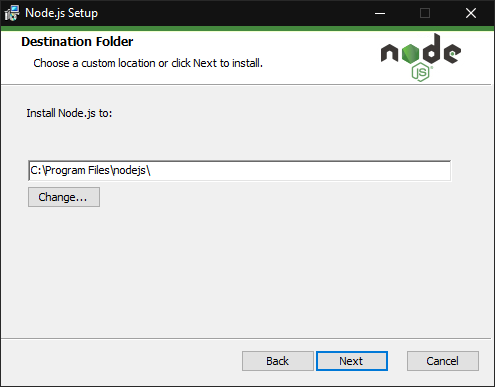 Node.js Setup
Destination Folder
Choose a custom location or click Next to install.
node
JS
Install Node.js to:
C:\Program Files\nodejs\
Change...
Back
Next
Cancel